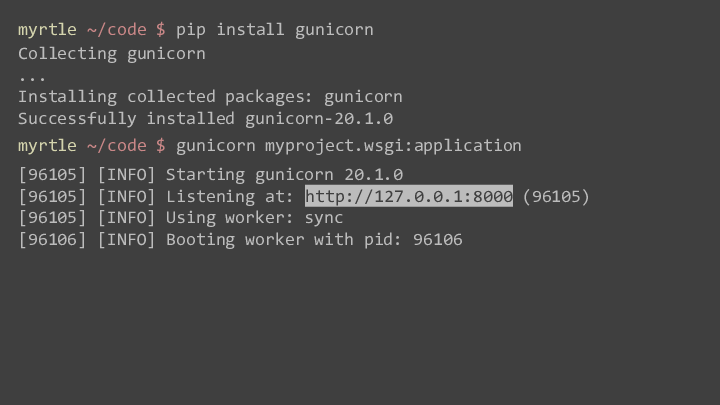 myrtle ~/code $ pip install gunicorn
Collecting gunicorn
...
Installing collected packages: gunicorn
Successfully installed gunicorn-20.1.0
myrtle ~/code $ gunicorn myproject.wsgi:application
[96105] [INFO] Starting gunicorn 20.1.0
[96105] [INFO] Listening at: http://127.0.0.1:8000 (96105)
[96105] [INFO] Using worker: sync
[96106] [INFO] Booting worker with pid: 96106